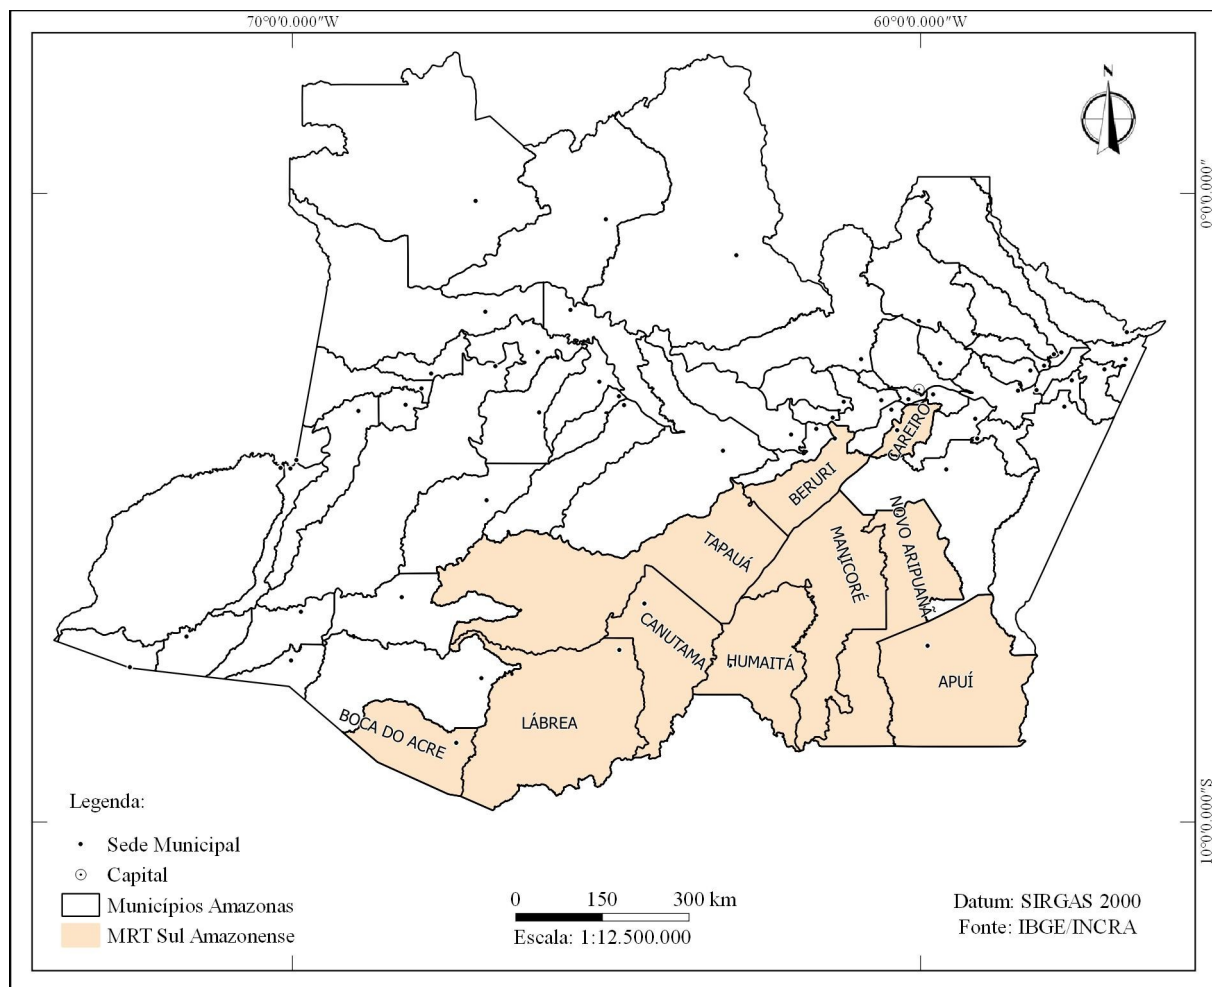 70°0'0.000"W
60°0'0.000"W
N
0°0'0.000"
CAREIRO
BERURI
NOVO ARIPUANÃ
TAPAUÁ
MANICORÉ
CANUTAMA
HUMAITÁ
APUÍ
LÁBREA
BOCA DO ACRE
Legenda:
Sede Municipal
Capital
Municípios Amazonas
MRT Sul Amazonense
0 150 300 km
Escala: 1:12.500.000
Datum: SIRGAS 2000
Fonte: IBGE/INCRA
10°0'0.000"S